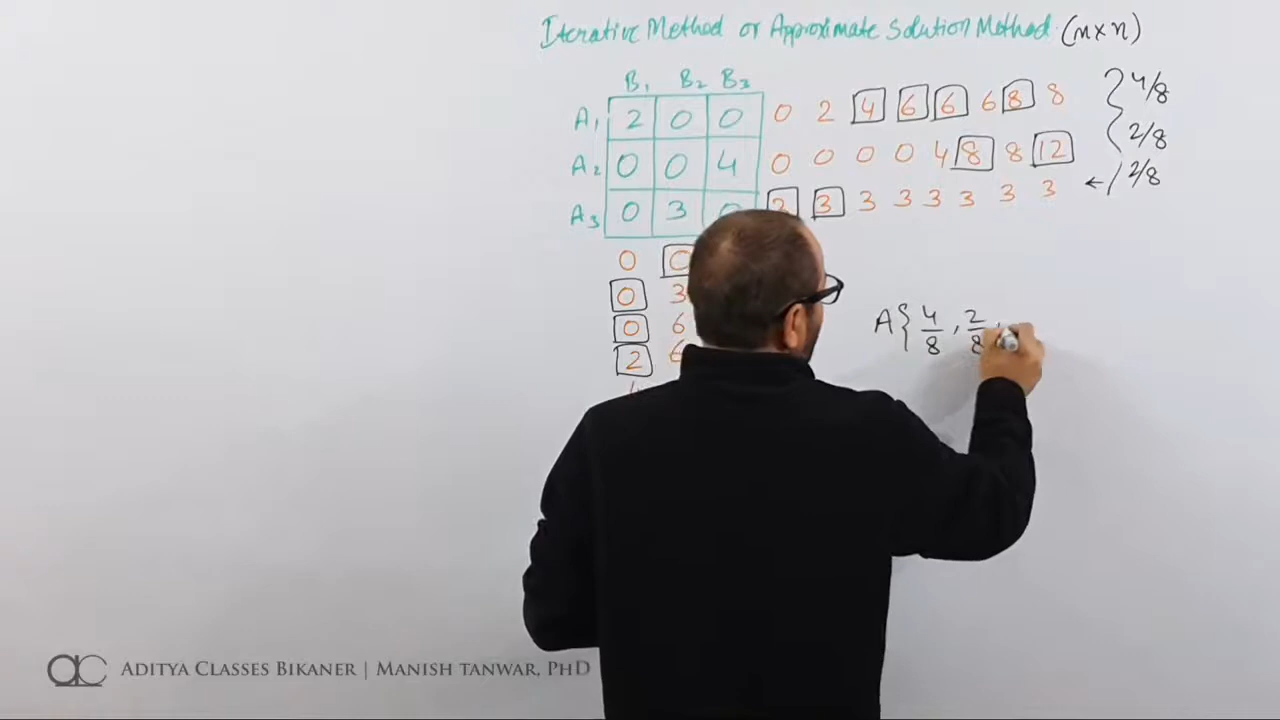 Iterative Method or Approximate Solution Method (n×n)
B₁ B₂ B₃
A₁ 2 0 0 0 2 4 6 6 6 8 8 4/8
A₂ 0 0 4 0 0 0 0 4 8 8 12 2/8
A₃ 0 3 3 3 3 3 3 3 3 ← 2/8
0 0
0 3
0 6
2 6
A{ 4/8 , 2/8 ,
ADITYA CLASSES BIKANER | MANISH TANWAR, PHD